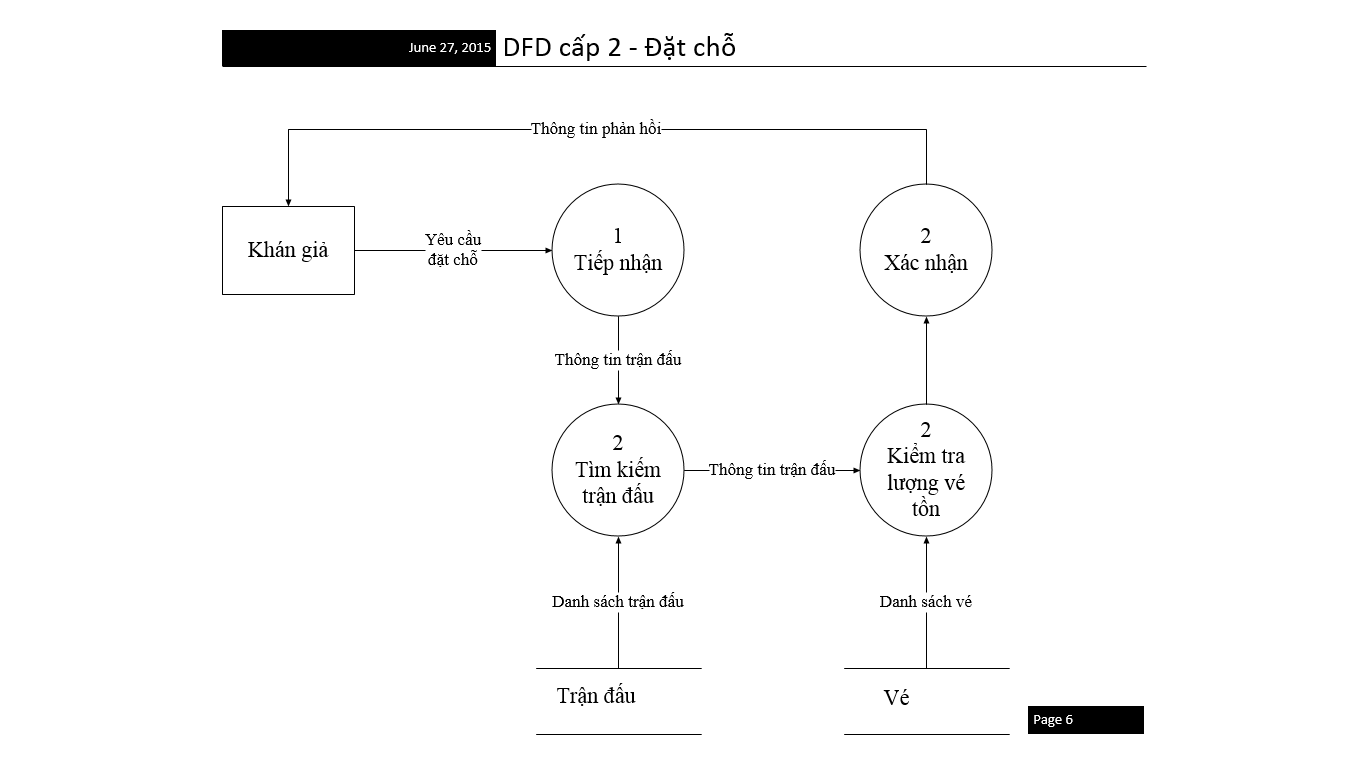 June 27, 2015
DFD cấp 2 - Đặt chỗ
Thông tin phản hồi
Khán giả
Yêu cầu
đặt chỗ
1
Tiếp nhận
2
Xác nhận
Thông tin trận đấu
2
Tìm kiếm
trận đấu
Thông tin trận đấu
2
Kiểm tra
lượng vé
tồn
Danh sách trận đấu
Danh sách vé
Trận đấu
Vé
Page 6